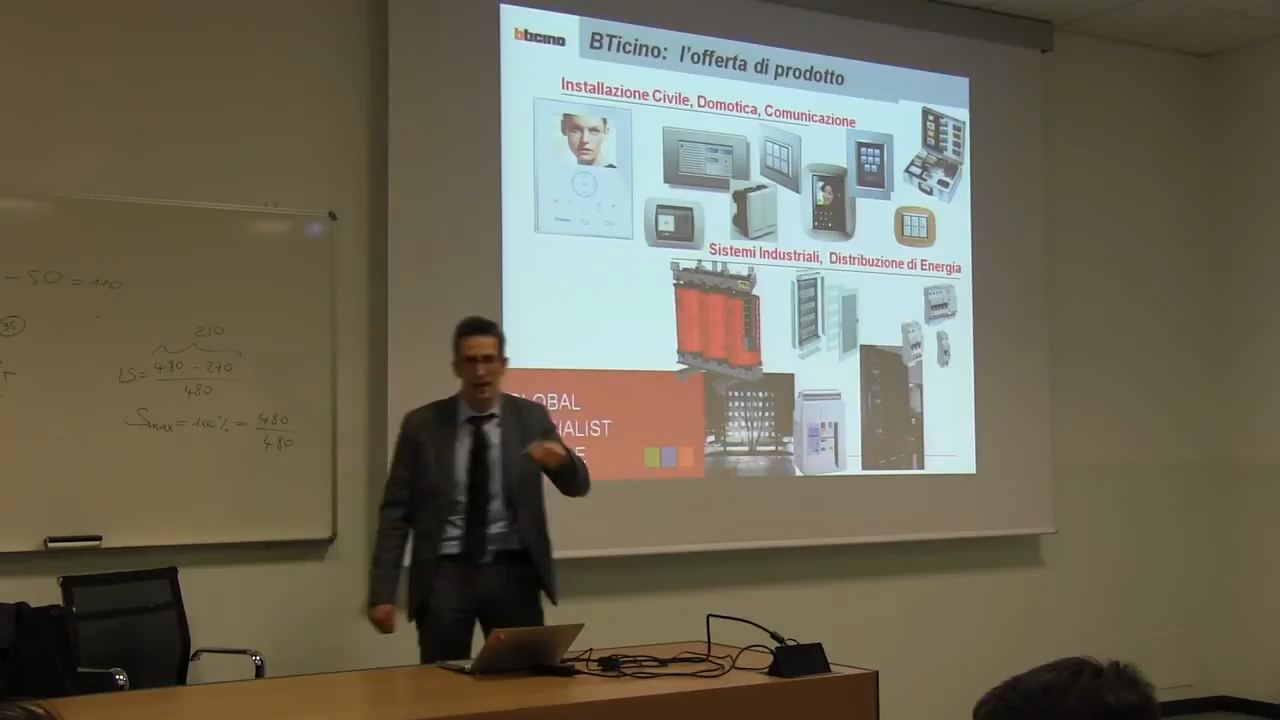 - 50 = 110
35
T
210
LS = 480 - 270
480
Smax = 100% = 480
480
bticino
BTicino: l'offerta di prodotto
Installazione Civile, Domotica, Comunicazione
Sistemi Industriali, Distribuzione di Energia
GLOBAL
IALIST
E